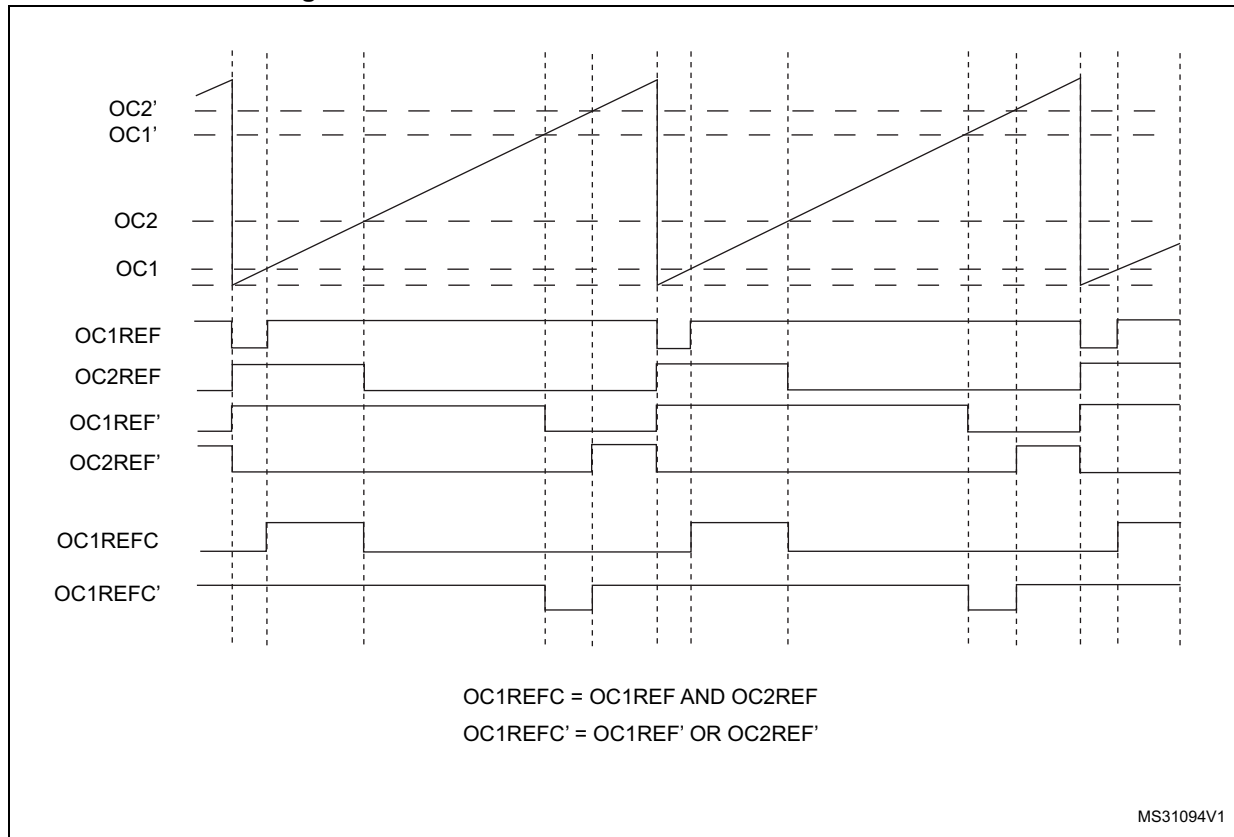 OC2’
OC1’
OC2
OC1
OC1REF
OC2REF
OC1REF’
OC2REF’
OC1REFC
OC1REFC’
OC1REFC = OC1REF AND OC2REF
OC1REFC’ = OC1REF’ OR OC2REF’
MS31094V1